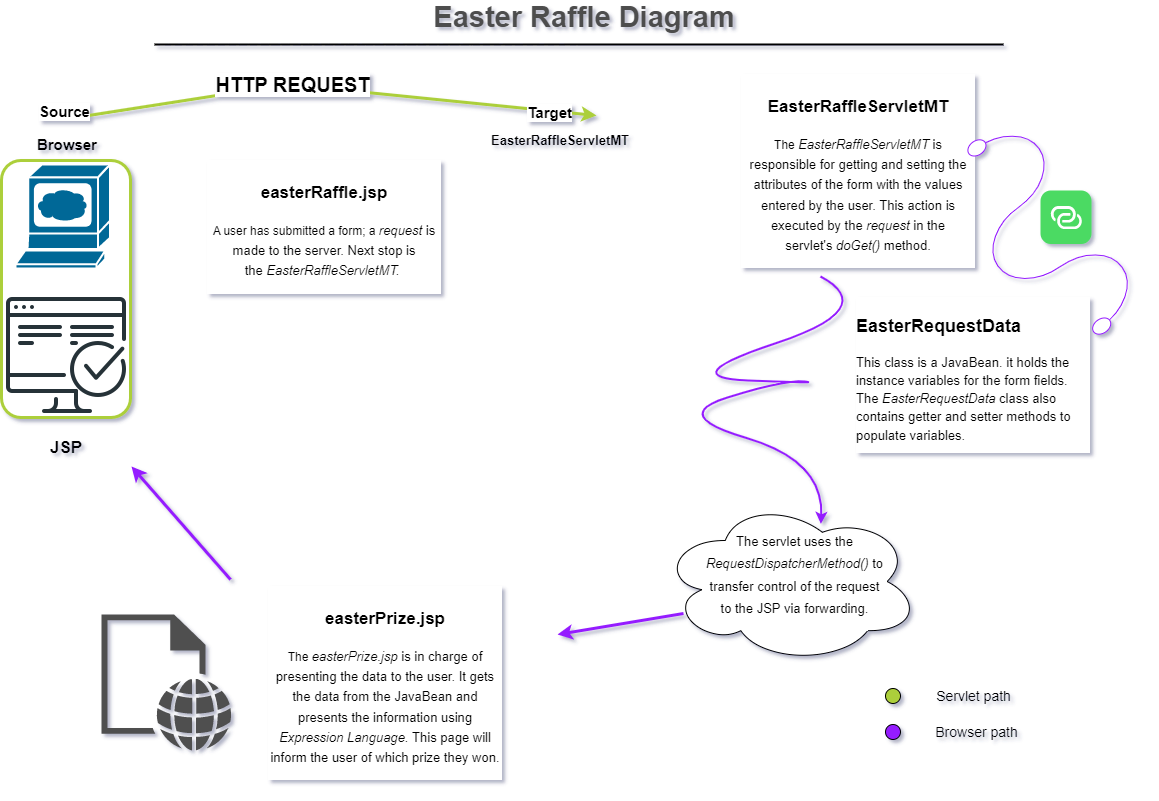 Easter Raffle Diagram
HTTP REQUEST
Source
Target
Browser
EasterRaffleServletMT
easterRaffle.jsp
A user has submitted a form; a request is
made to the server. Next stop is
the EasterRaffleServletMT.
EasterRaffleServletMT
The EasterRaffleServletMT is
responsible for getting and setting the
attributes of the form with the values
entered by the user. This action is
executed by the request in the
servlet's doGet() method.
EasterRequestData
This class is a JavaBean. it holds the
instance variables for the form fields.
The EasterRequestData class also
contains getter and setter methods to
populate variables.
JSP
The servlet uses the
RequestDispatcherMethod() to
transfer control of the request
to the JSP via forwarding.
easterPrize.jsp
The easterPrize.jsp is in charge of
presenting the data to the user. It gets
the data from the JavaBean and
presents the information using
Expression Language. This page will
inform the user of which prize they won.
Servlet path
Browser path